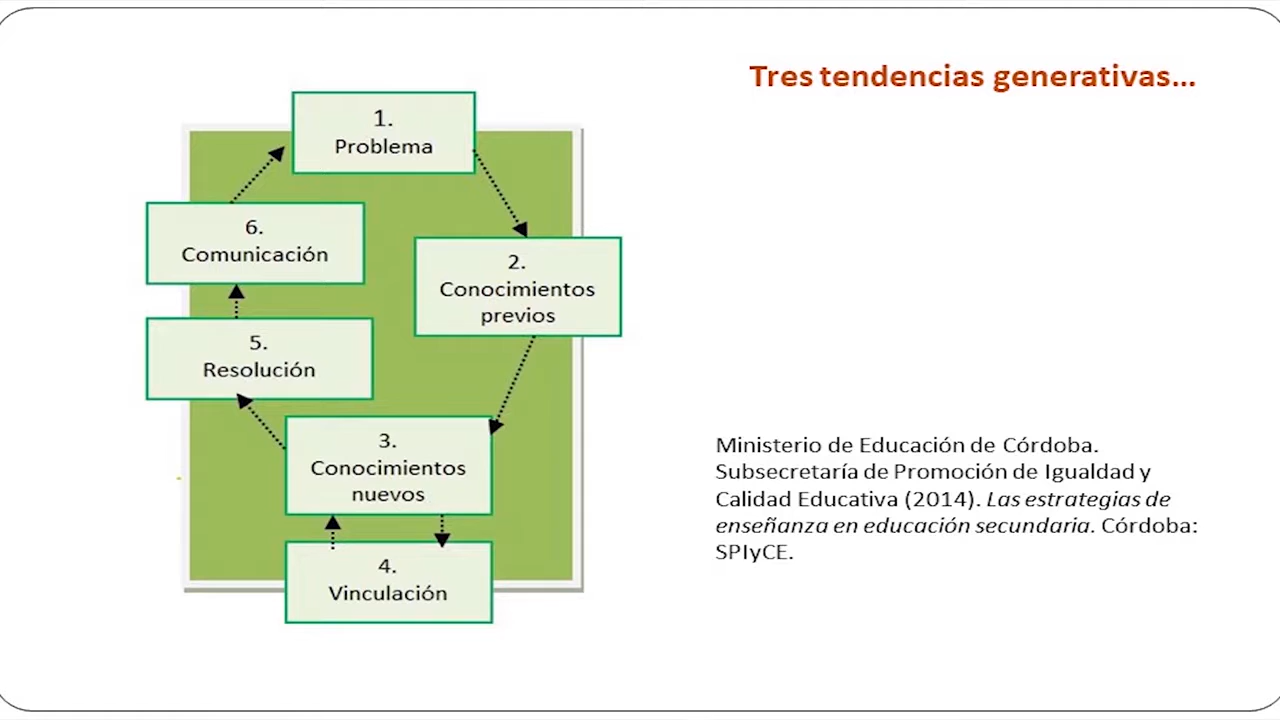 Tres tendencias generativas...
1.
Problema
2.
Conocimientos
previos
3.
Conocimientos
nuevos
4.
Vinculación
5.
Resolución
6.
Comunicación
Ministerio de Educación de Córdoba.
Subsecretaría de Promoción de Igualdad y
Calidad Educativa (2014). Las estrategias de
enseñanza en educación secundaria. Córdoba:
SPIyCE.